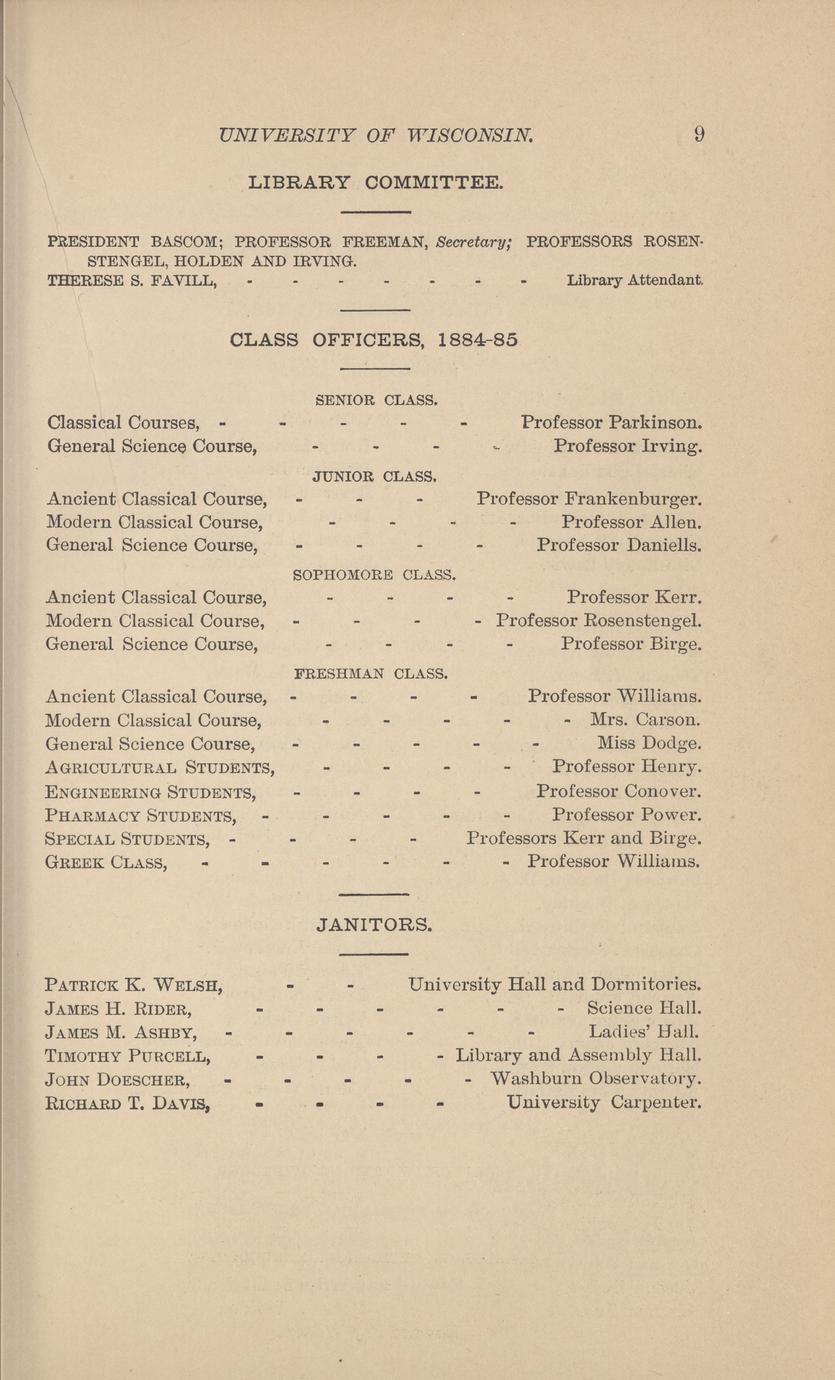 UNIVERSITY OF WISCONSIN. 9
LIBRARY COMMITTEE.
PRESIDENT BASCOM; PROFESSOR FREEMAN, Secretary; PROFESSORS ROSEN-
STENGEL, HOLDEN AND IRVING.
THERESE S. FAVILL, - - - - - - - Library Attendant.
CLASS OFFICERS, 1884-85
SENIOR CLASS.
Classical Courses, - - - - - Professor Parkinson.
General Science Course, - - - - Professor Irving.
JUNIOR CLASS.
Ancient Classical Course, - - - Professor Frankenburger.
Modern Classical Course, - - - - Professor Allen.
General Science Course, - - - - Professor Daniells.
SOPHOMORE CLASS.
Ancient Classical Course, - - - - Professor Kerr.
Modern Classical Course, - - - - Professor Rosenstengel.
General Science Course, - - - - Professor Birge.
FRESHMAN CLASS.
Ancient Classical Course, - - - - Professor Williams.
Modern Classical Course, - - - - - Mrs. Carson.
General Science Course, - - - - - Miss Dodge.
AGRICULTURAL STUDENTS, - - - - Professor Henry.
ENGINEERING STUDENTS, - - - - Professor Conover.
PHARMACY STUDENTS, - - - - - Professor Power.
SPECIAL STUDENTS, - - - - Professors Kerr and Birge.
GREEK CLASS, - - - - - - Professor Williams.
JANITORS.
PATRICK K. WELSH, - - University Hall and Dormitories.
JAMES H. RIDER, - - - - - - Science Hall.
JAMES M. ASHBY, - - - - - - Ladies' Hall.
TIMOTHY PURCELL, - - - - Library and Assembly Hall.
JOHN DOESCHER, - - - - - Washburn Observatory.
RICHARD T. DAVIS, - - - - University Carpenter.